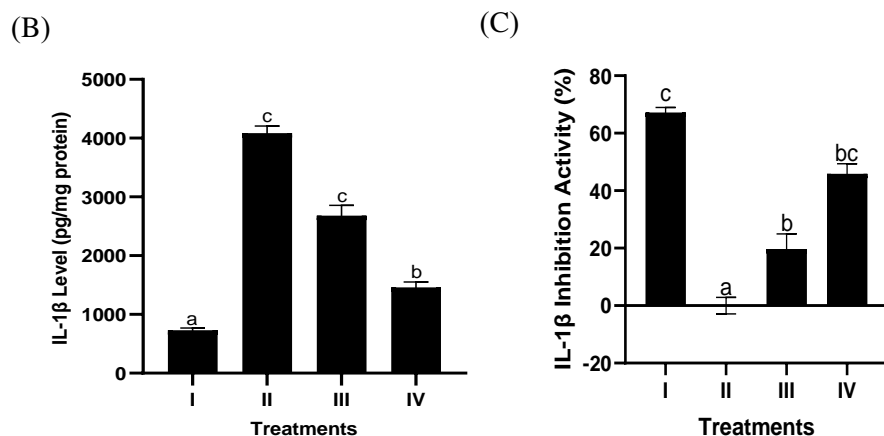 (B)
IL-1β Level (pg/mg protein)
5000
4000
3000
2000
1000
0
a
c
c
b
I II III IV
Treatments
(C)
IL-1β Inhibition Activity (%)
80
60
40
20
0
-20
c
a
b
bc
I II III IV
Treatments